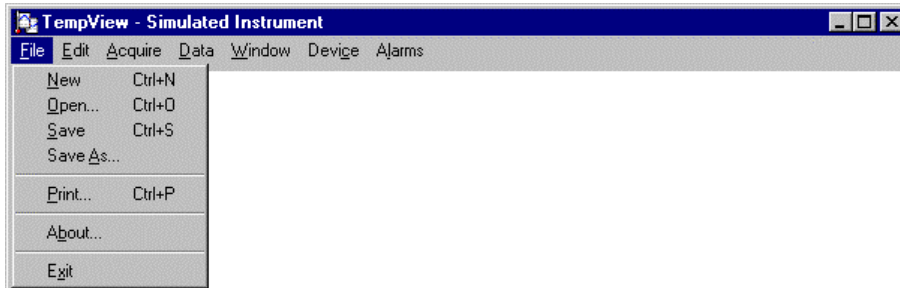 TempView - Simulated Instrument
File Edit Acquire Data Window Device Alarms
New Ctrl+N
Open... Ctrl+O
Save Ctrl+S
Save As...
Print... Ctrl+P
About...
Exit